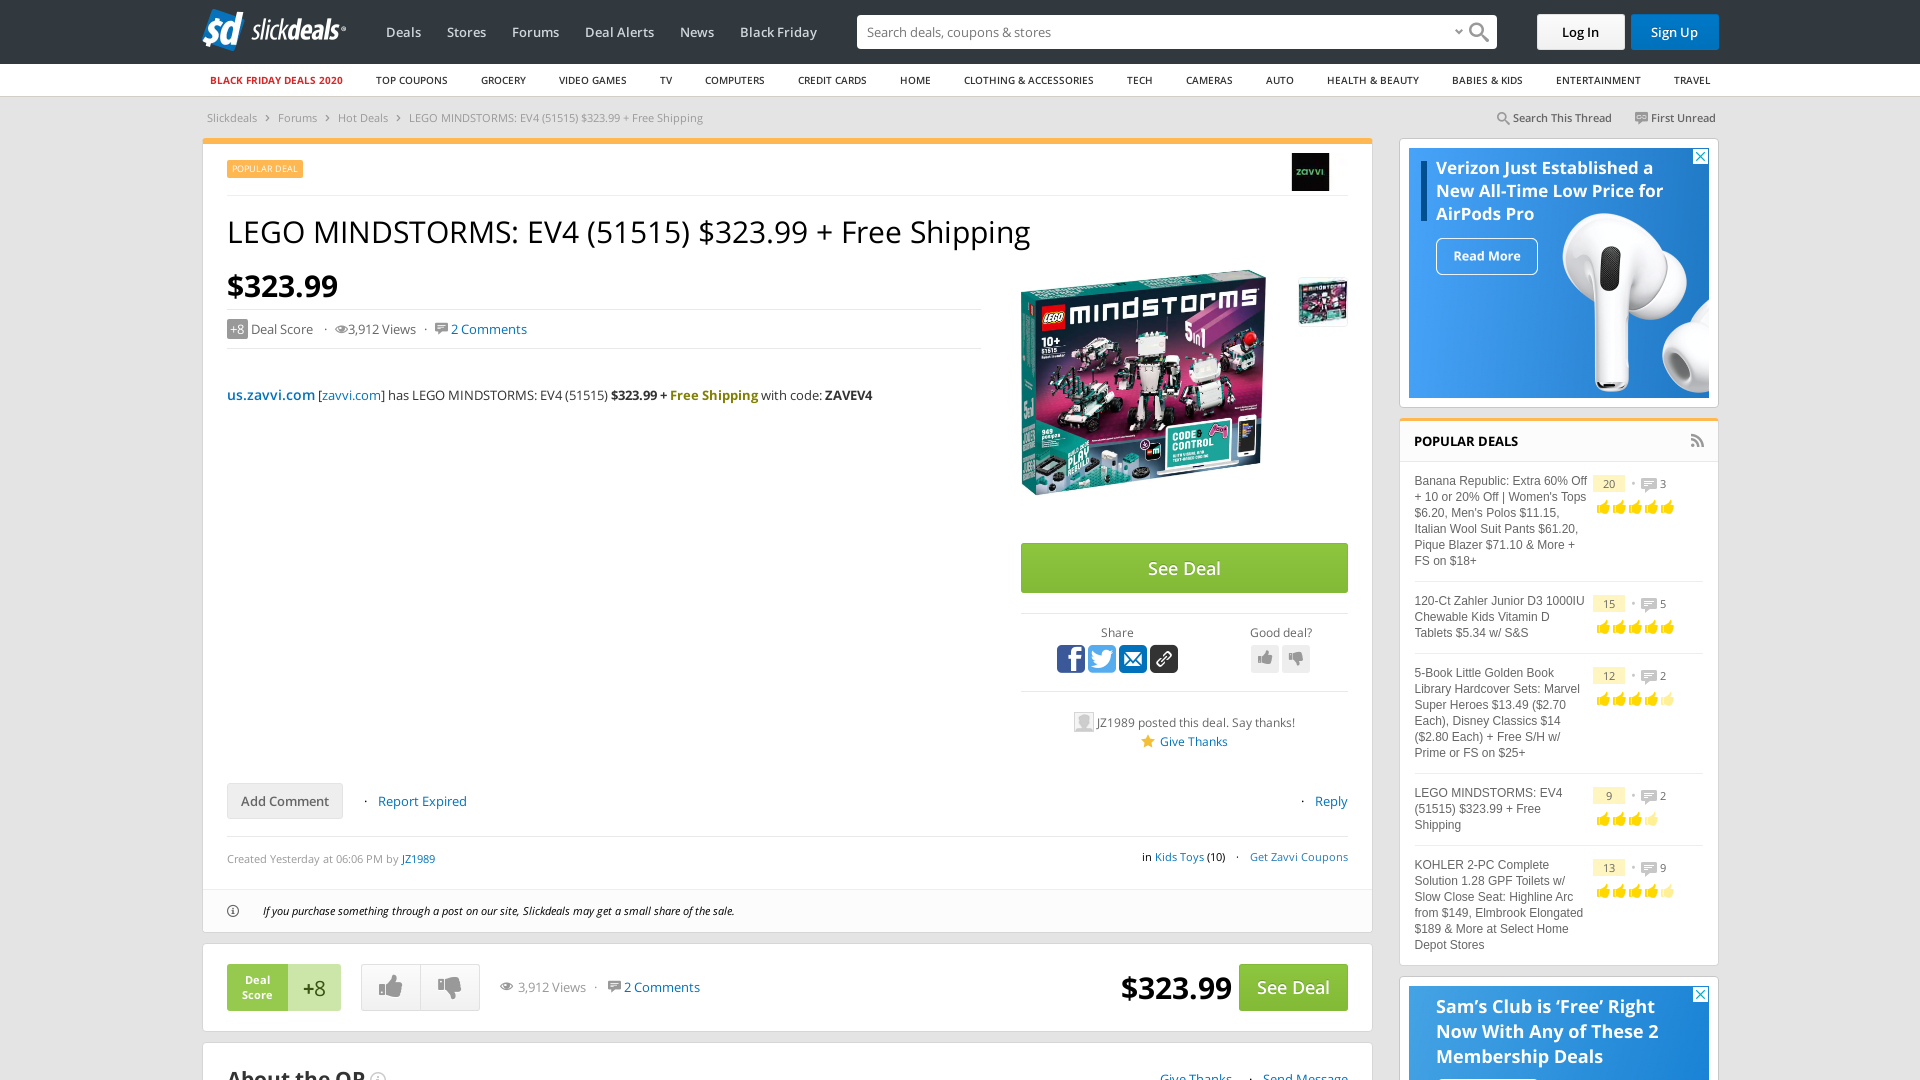 sd slickdeals
Deals
Stores
Forums
Deal Alerts
News
Black Friday
Search deals, coupons & shops
Log In
Sign Up
BLACK FRIDAY DEALS 2020
TOP COUPONS
GROCERY
VIDEO GAMES
TV
COMPUTERS
CREDIT CARDS
HOME
CLOTHING & ACCESSORIES
TECH
CAMERAS
AUTO
HEALTH & BEAUTY
BABIES & KIDS
ENTERTAINMENT
TRAVEL
Slickdeals > Forums > Hot Deals > LEGO MINDSTORMS: EV4 (51515) $323.99 + Free Shipping
Search This Thread
First Unread
POPULAR DEAL
ZAVVI
LEGO MINDSTORMS: EV4 (51515) $323.99 + Free Shipping
$323.99
+8 Deal Score · 3,912 Views · 2 Comments
us.zavvi.com [zavvi.com] has LEGO MINDSTORMS: EV4 (51515) $323.99 + Free Shipping with code: ZAVEV4
LEGO
mindstorms
5in1
10+
51515
949
BUILD
PLAY
REBUILD
CODE
CONTROL
See Deal
Share
Good deal?
JZ1989 posted this deal. Say thanks!
Give Thanks
Add Comment
· Report Expired
· Reply
Created Yesterday at 06:06 PM by JZ1989
in Kids Toys (10) · Get Zavvi Coupons
If you purchase something through a post on our site, Slickdeals may get a small share of the sale.
Deal
Score
+8
3,912 Views · 2 Comments
$323.99
See Deal
About the OP
Give Thanks · Send Message
Verizon Just Established a
New All-Time Low Price for
AirPods Pro
Read More
POPULAR DEALS
Banana Republic: Extra 60% Off
+ 10 or 20% Off | Women's Tops
$6.20, Men's Polos $11.15,
Italian Wool Suit Pants $61.20,
Pique Blazer $71.10 & More +
FS on $18+
20 • 3
120-Ct Zahler Junior D3 1000IU
Chewable Kids Vitamin D
Tablets $5.34 w/ S&S
15 • 5
5-Book Little Golden Book
Library Hardcover Sets: Marvel
Super Heroes $13.49 ($2.70
Each), Disney Classics $14
($2.80 Each) + Free S/H w/
Prime or FS on $25+
12 • 2
LEGO MINDSTORMS: EV4
(51515) $323.99 + Free
Shipping
9 • 2
KOHLER 2-PC Complete
Solution 1.28 GPF Toilets w/
Slow Close Seat: Highline Arc
from $149, Elmbrook Elongated
$189 & More at Select Home
Depot Stores
13 • 9
Sam's Club is ‘Free’ Right
Now With Any of These 2
Membership Deals